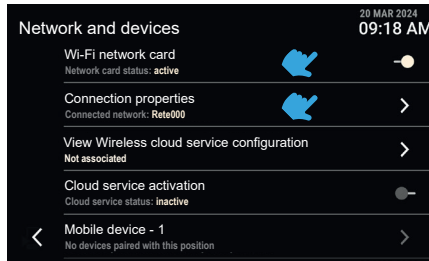 20 MAR 2024
Network and devices
09:18 AM
Wi-Fi network card
Network card status: active
Connection properties
Connected network: Rete000
View Wireless cloud service configuration
Not associated
Cloud service activation
Cloud service status: inactive
Mobile device - 1
No devices paired with this position